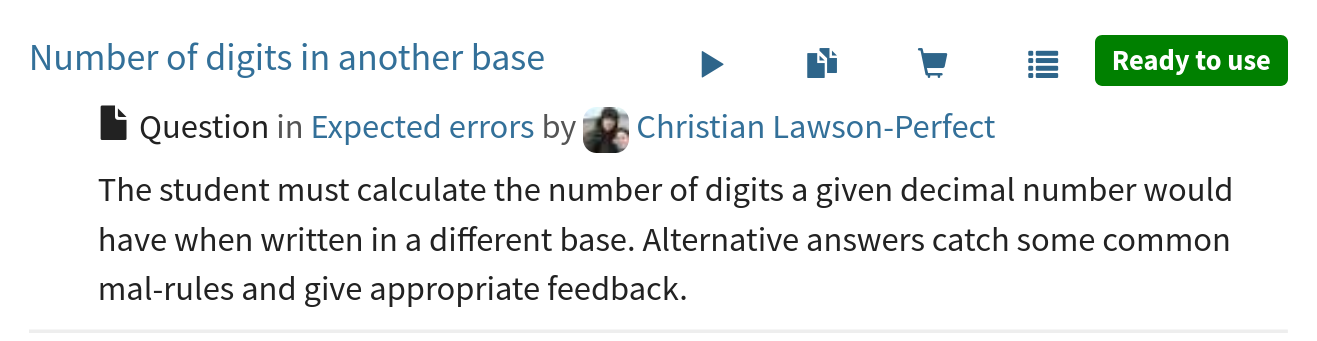 Number of digits in another base
Ready to use
Question in Expected errors by Christian Lawson-Perfect
The student must calculate the number of digits a given decimal number would
have when written in a different base. Alternative answers catch some common
mal-rules and give appropriate feedback.